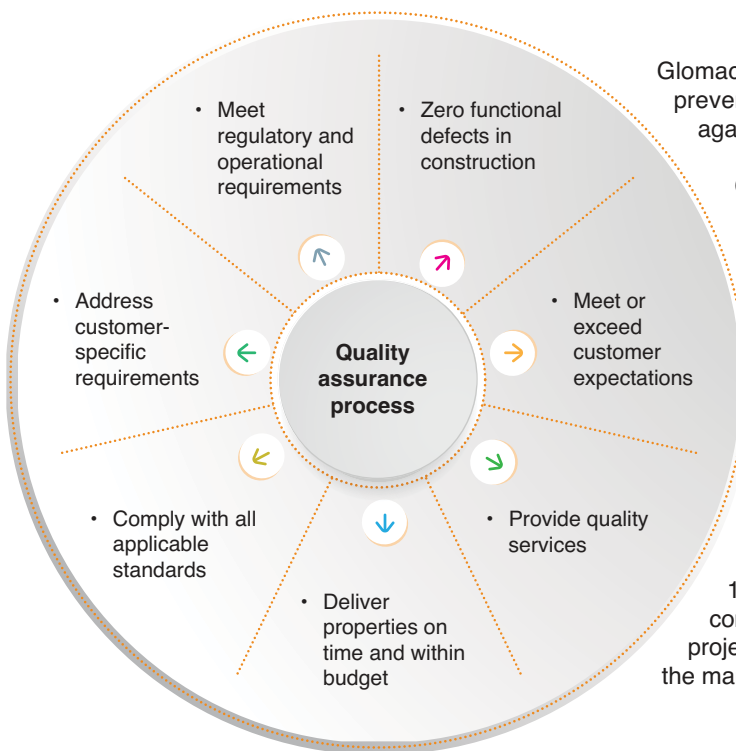 Quality
assurance
process
• Zero functional
defects in
construction
• Meet or
exceed
customer
expectations
• Provide quality
services
• Deliver
properties on
time and within
budget
• Comply with all
applicable
standards
• Address
customer-
specific
requirements
• Meet
regulatory and
operational
requirements
Glomac
aga
1
proje
the ma